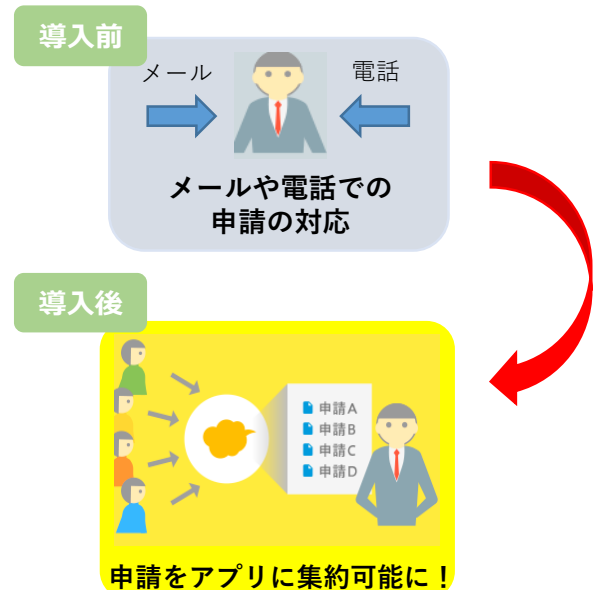 導入前
メール
電話
メールや電話での
申請の対応
導入後
申請A
申請B
申請C
申請D
申請をアプリに集約可能に！